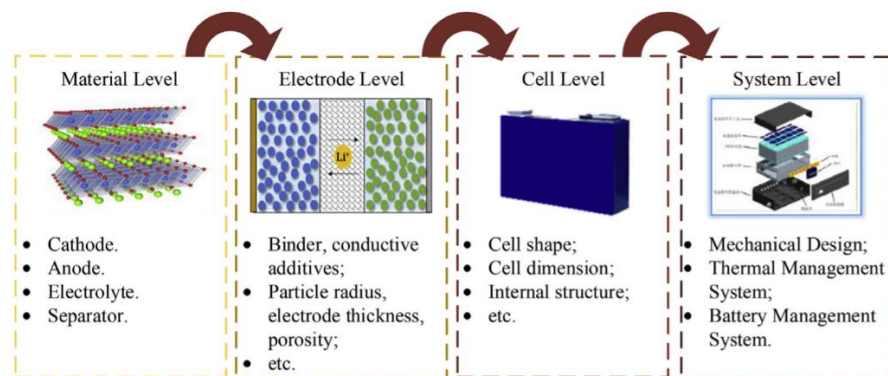 Material Level
Cathode.
Anode.
Electrolyte.
Separator.
Electrode Level
Li⁺
Binder, conductive
additives;
Particle radius,
electrode thickness,
porosity;
etc.
Cell Level
Cell shape;
Cell dimension;
Internal structure;
etc.
System Level
Mechanical Design;
Thermal Management
System;
Battery Management
System.